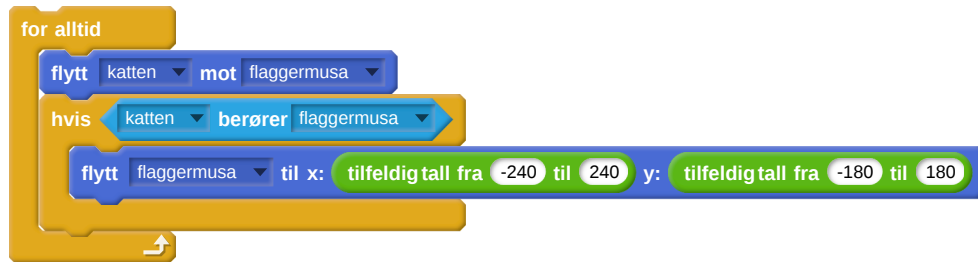 for alltid
flytt katten mot flaggermusa
hvis katten berører flaggermusa
flytt flaggermusa til x: tilfeldig tall fra -240 til 240 y: tilfeldig tall fra -180 til 180